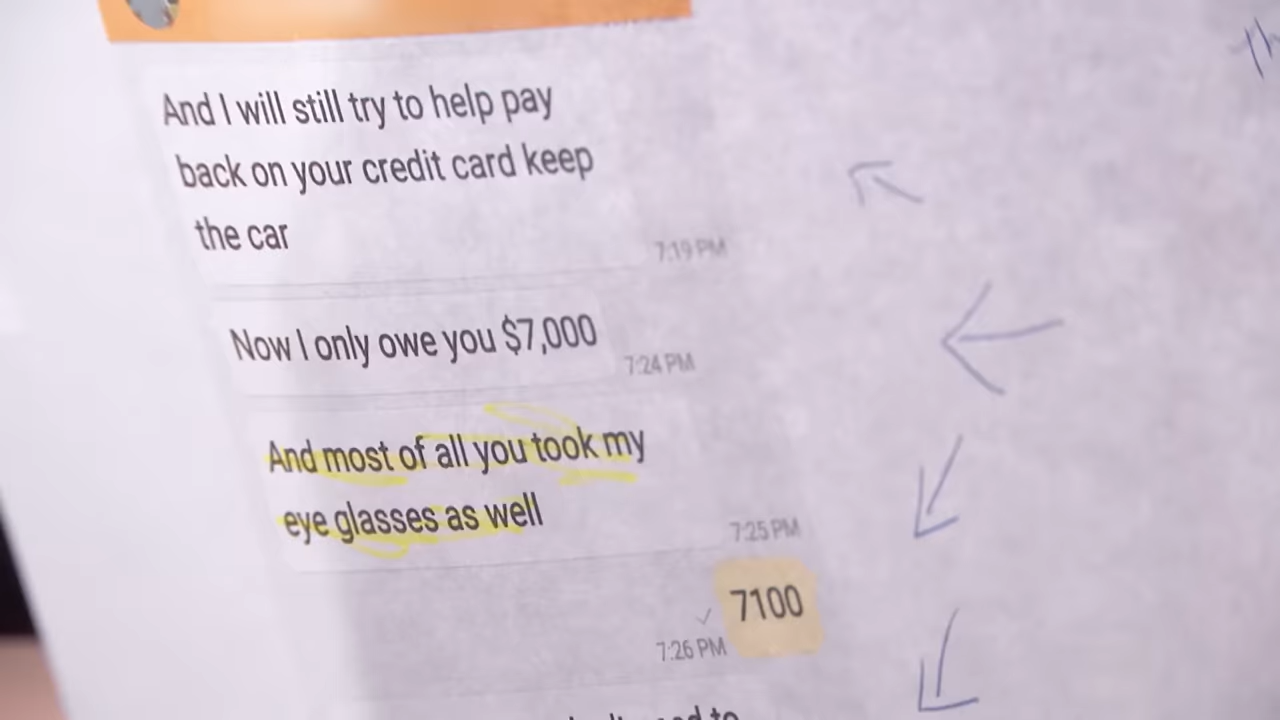 And I will still try to help pay
back on your credit card keep
the car
7:19 PM
Now I only owe you $7,000
7:24 PM
And most of all you took my
eye glasses as well
7:25 PM
7100
7:26 PM
to